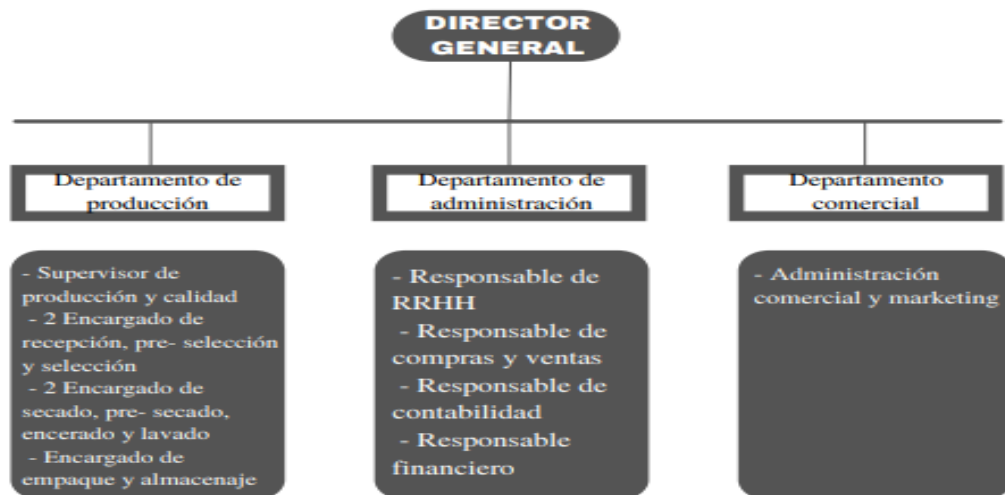 DIRECTOR
GENERAL
Departamento de
producción
Departamento de
administración
Departamento
comercial
- Supervisor de
producción y calidad
- 2 Encargado de
recepción, pre- selección
y selección
- 2 Encargado de
secado, pre- secado,
encerado y lavado
- Encargado de
empaque y almacenaje
- Responsable de
RRHH
- Responsable de
compras y ventas
- Responsable de
contabilidad
- Responsable
financiero
- Administración
comercial y marketing